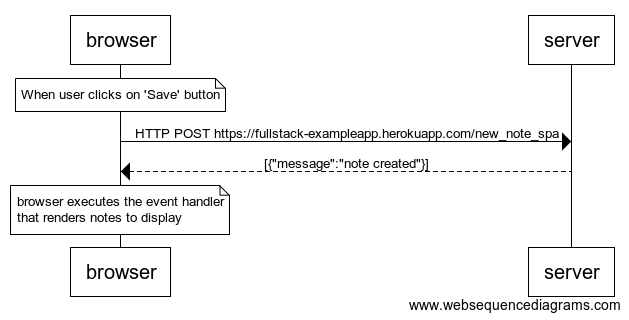 browser
server
When user clicks on 'Save' button
HTTP POST https://fullstack-exampleapp.herokuapp.com/new_note_spa
[{"message":"note created"}]
browser executes the event handler
that renders notes to display
browser
server
www.websequencediagrams.com